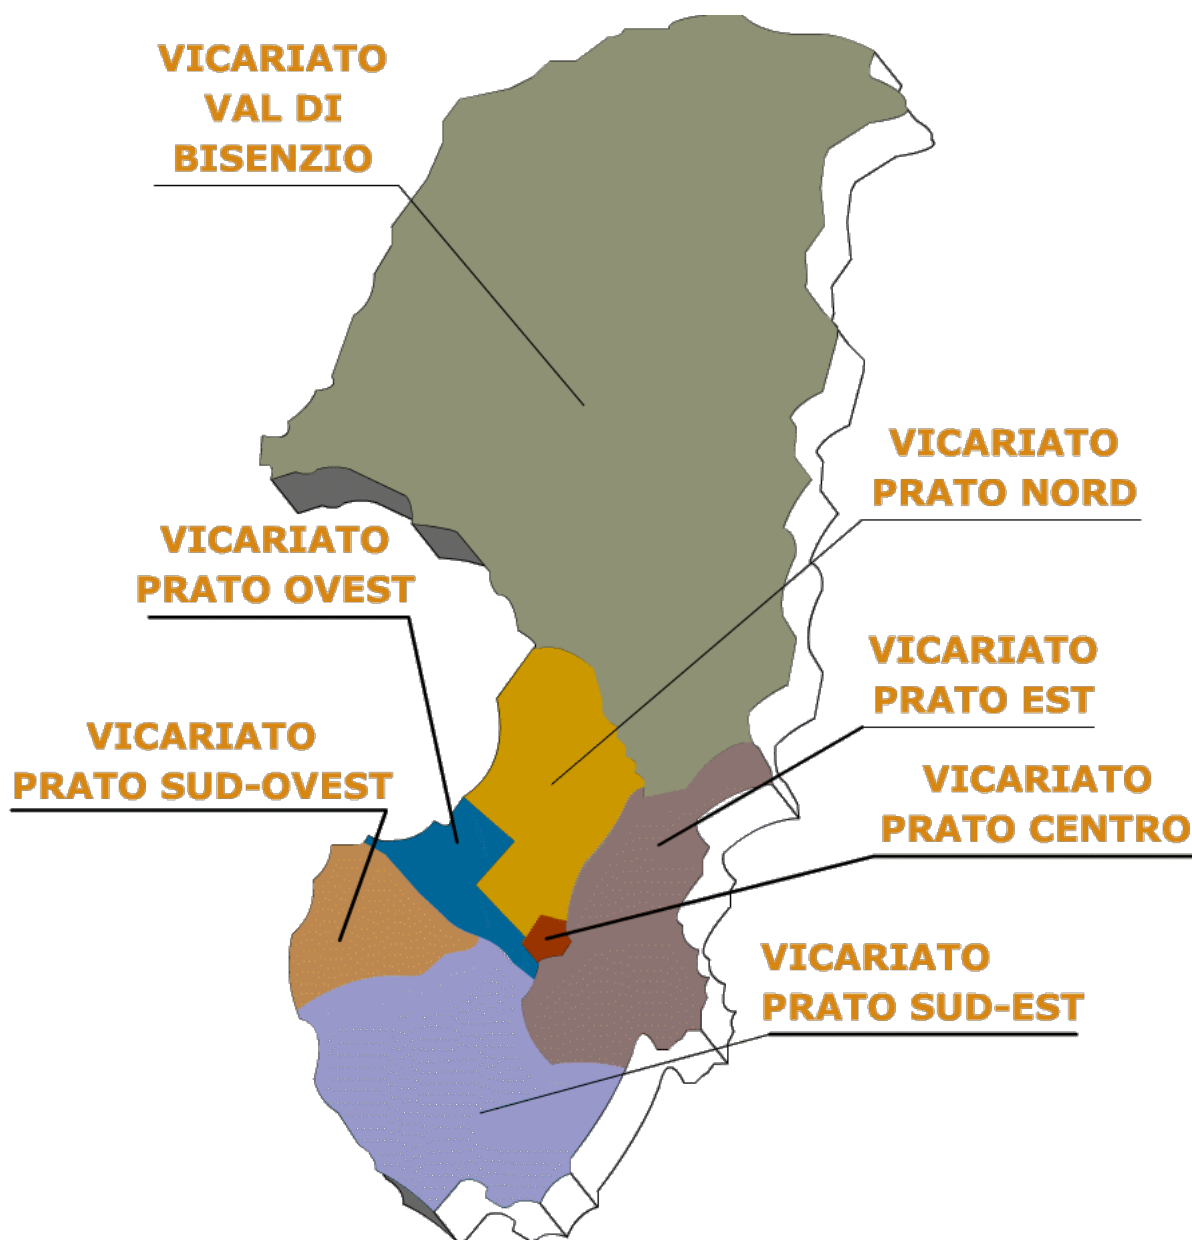 VICARIATO
VAL DI
BISENZIO
VICARIATO
PRATO NORD
VICARIATO
PRATO OVEST
VICARIATO
PRATO EST
VICARIATO
PRATO SUD-OVEST
VICARIATO
PRATO CENTRO
VICARIATO
PRATO SUD-EST